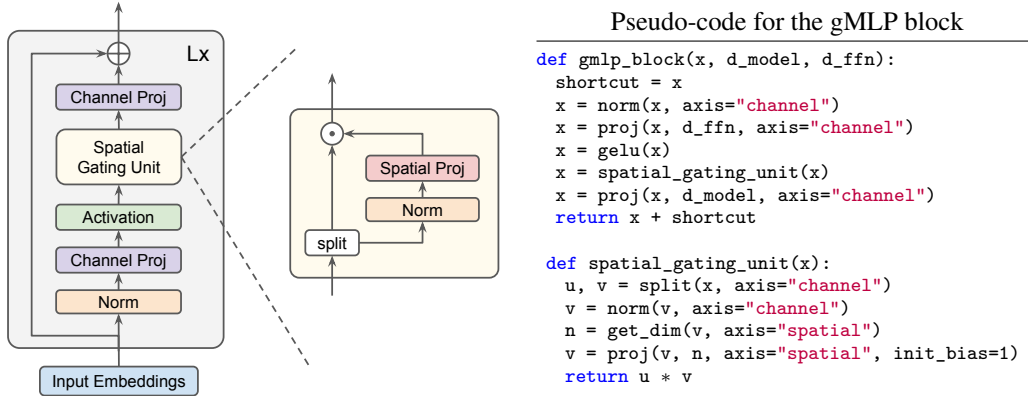 Lx
Channel Proj
Spatial
Gating Unit
Activation
Channel Proj
Norm
Input Embeddings
Spatial Proj
Norm
split
Pseudo-code for the gMLP block
def gmlp_block(x, d_model, d_ffn):
shortcut = x
x = norm(x, axis="channel")
x = proj(x, d_ffn, axis="channel")
x = gelu(x)
x = spatial_gating_unit(x)
x = proj(x, d_model, axis="channel")
return x + shortcut
def spatial_gating_unit(x):
u, v = split(x, axis="channel")
v = norm(v, axis="channel")
n = get_dim(v, axis="spatial")
v = proj(v, n, axis="spatial", init_bias=1)
return u * v